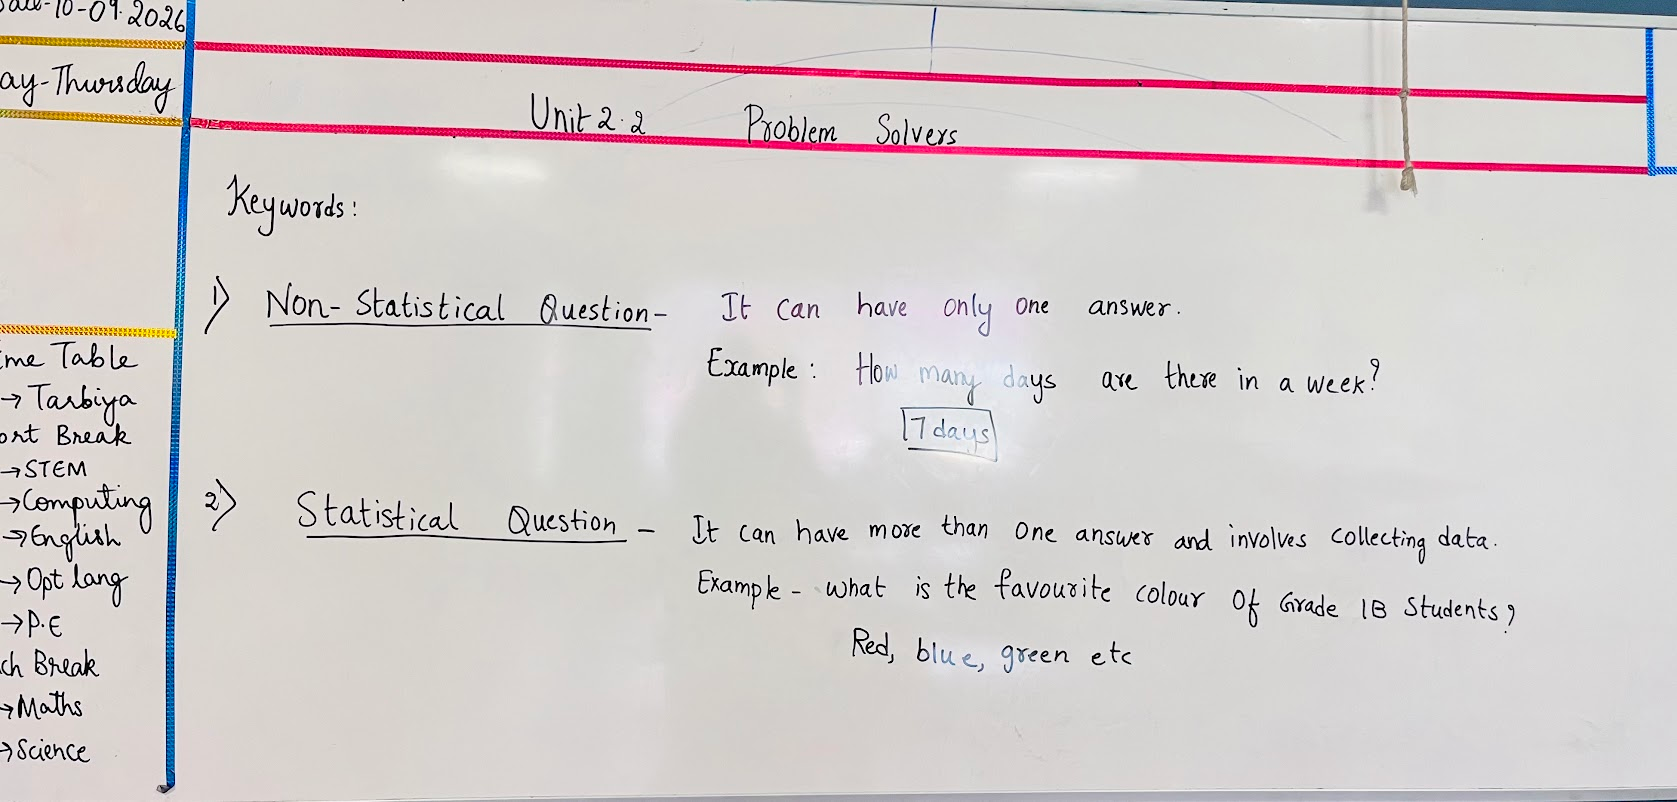 10-09-2026
Thursday
Unit 2.2 Problem Solvers
Keywords:
1) Non-Statistical Question - It can have only one answer.
Example: How many days are there in a week?
7 days
2) Statistical Question - It can have more than one answer and involves collecting data.
Example - what is the favourite colour of Grade 1B Students?
Red, blue, green etc
me Table
→ Tarbiya
ort Break
→ STEM
→ Computing
→ English
→ Opt lang
→ P.E
ch Break
→ Maths
→ Science